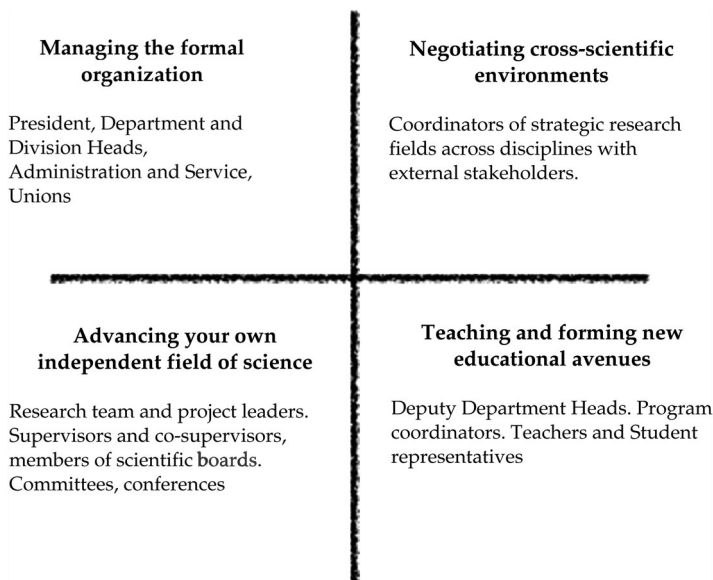 Managing the formal
organization
President, Department and
Division Heads,
Administration and Service,
Unions
Negotiating cross-scientific
environments
Coordinators of strategic research
fields across disciplines with
external stakeholders.
Advancing your own
independent field of science
Research team and project leaders.
Supervisors and co-supervisors,
members of scientific boards.
Committees, conferences
Teaching and forming new
educational avenues
Deputy Department Heads. Program
coordinators. Teachers and Student
representatives